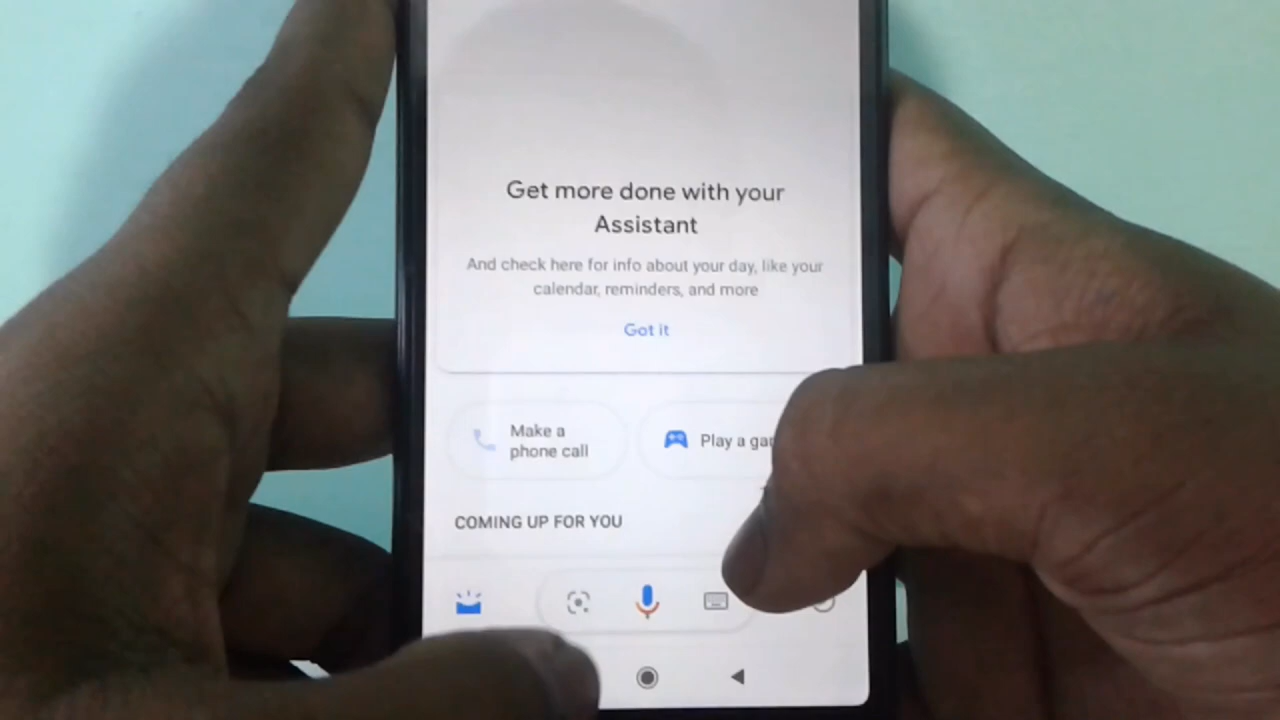 Get more done with your
Assistant
And check here for info about your day, like your
calendar, reminders, and more
Got it
Make a
phone call
Play a
COMING UP FOR YOU